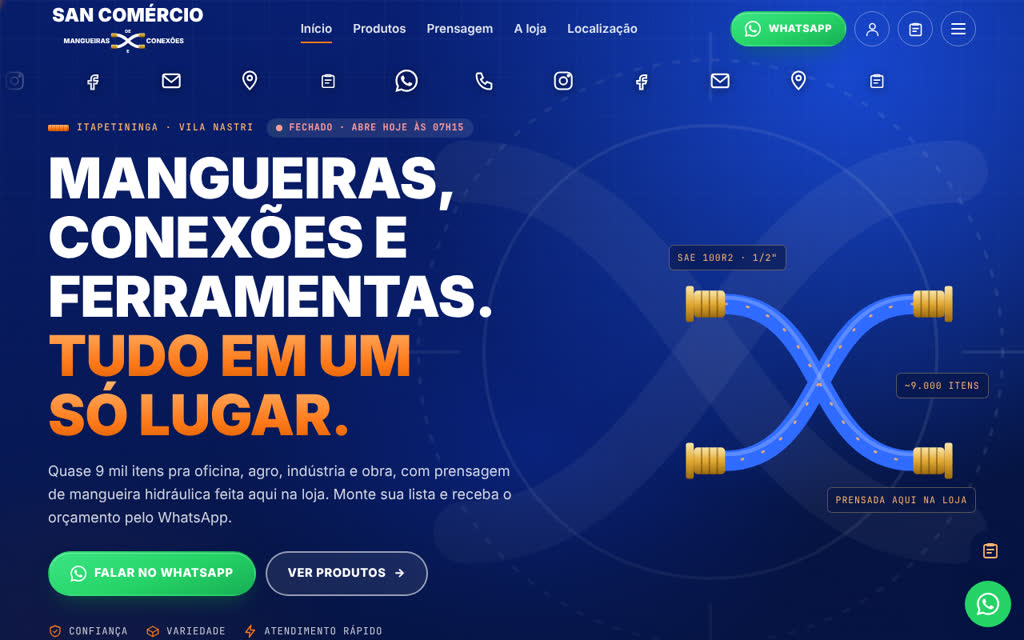 SAN COMÉRCIO
DE
MANGUEIRAS CONEXÕES
E
Início
Produtos
Prensagem
A loja
Localização
WHATSAPP
ITAPETININGA · VILA NASTRI
FECHADO · ABRE HOJE ÀS 07H15
MANGUEIRAS,
CONEXÕES E
FERRAMENTAS.
TUDO EM UM
SÓ LUGAR.
SAE 100R2 · 1/2"
~9.000 ITENS
PRENSADA AQUI NA LOJA
Quase 9 mil itens pra oficina, agro, indústria e obra, com prensagem
de mangueira hidráulica feita aqui na loja. Monte sua lista e receba o
orçamento pelo WhatsApp.
FALAR NO WHATSAPP
VER PRODUTOS →
CONFIANÇA
VARIEDADE
ATENDIMENTO RÁPIDO